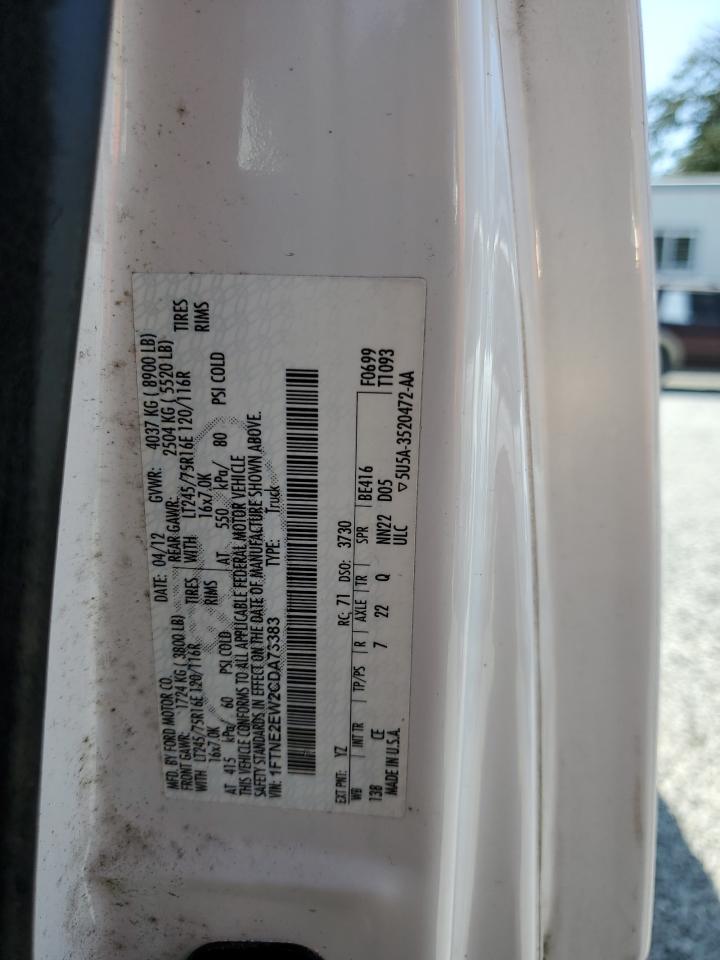 MFD. BY FORD MOTOR CO.
DATE: 04/12 GVWR: 4037 KG ( 8900 LB)
FRONT GAWR: 1724 KG ( 3800 LB) REAR GAWR: 2504 KG ( 5520 LB)
WITH LT245/75R16E 120/116R TIRES WITH LT245/75R16E 120/116R TIRES
16x7.0K RIMS 16x7.0K RIMS
AT 415 kPa/ 60 PSI COLD AT 550 kPa/ 80 PSI COLD
THIS VEHICLE CONFORMS TO ALL APPLICABLE FEDERAL MOTOR VEHICLE
SAFETY STANDARDS IN EFFECT ON THE DATE OF MANUFACTURE SHOWN ABOVE.
VIN: 1FTNE2EW2CDA73383 TYPE: Truck
EXT PNT: YZ RC: 71 DSO: 3730 F0699
WB INT TR TP/PS R AXLE TR SPR BE416 T1093
138 CE 7 22 Q NN22 D05
MADE IN U.S.A. ULC ▽5U5A-3520472-AA